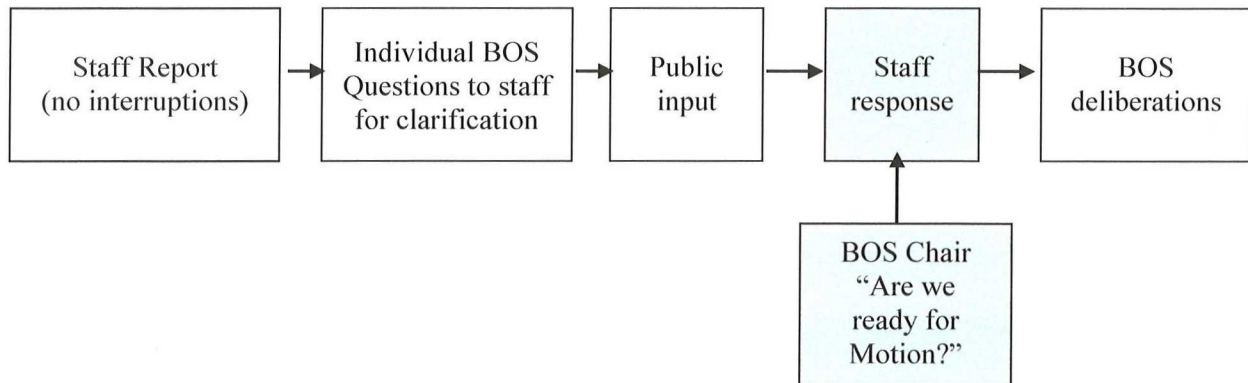 Staff Report
(no interruptions)
Individual BOS
Questions to staff
for clarification
Public
input
Staff
response
BOS
deliberations
BOS Chair
“Are we
ready for
Motion?”